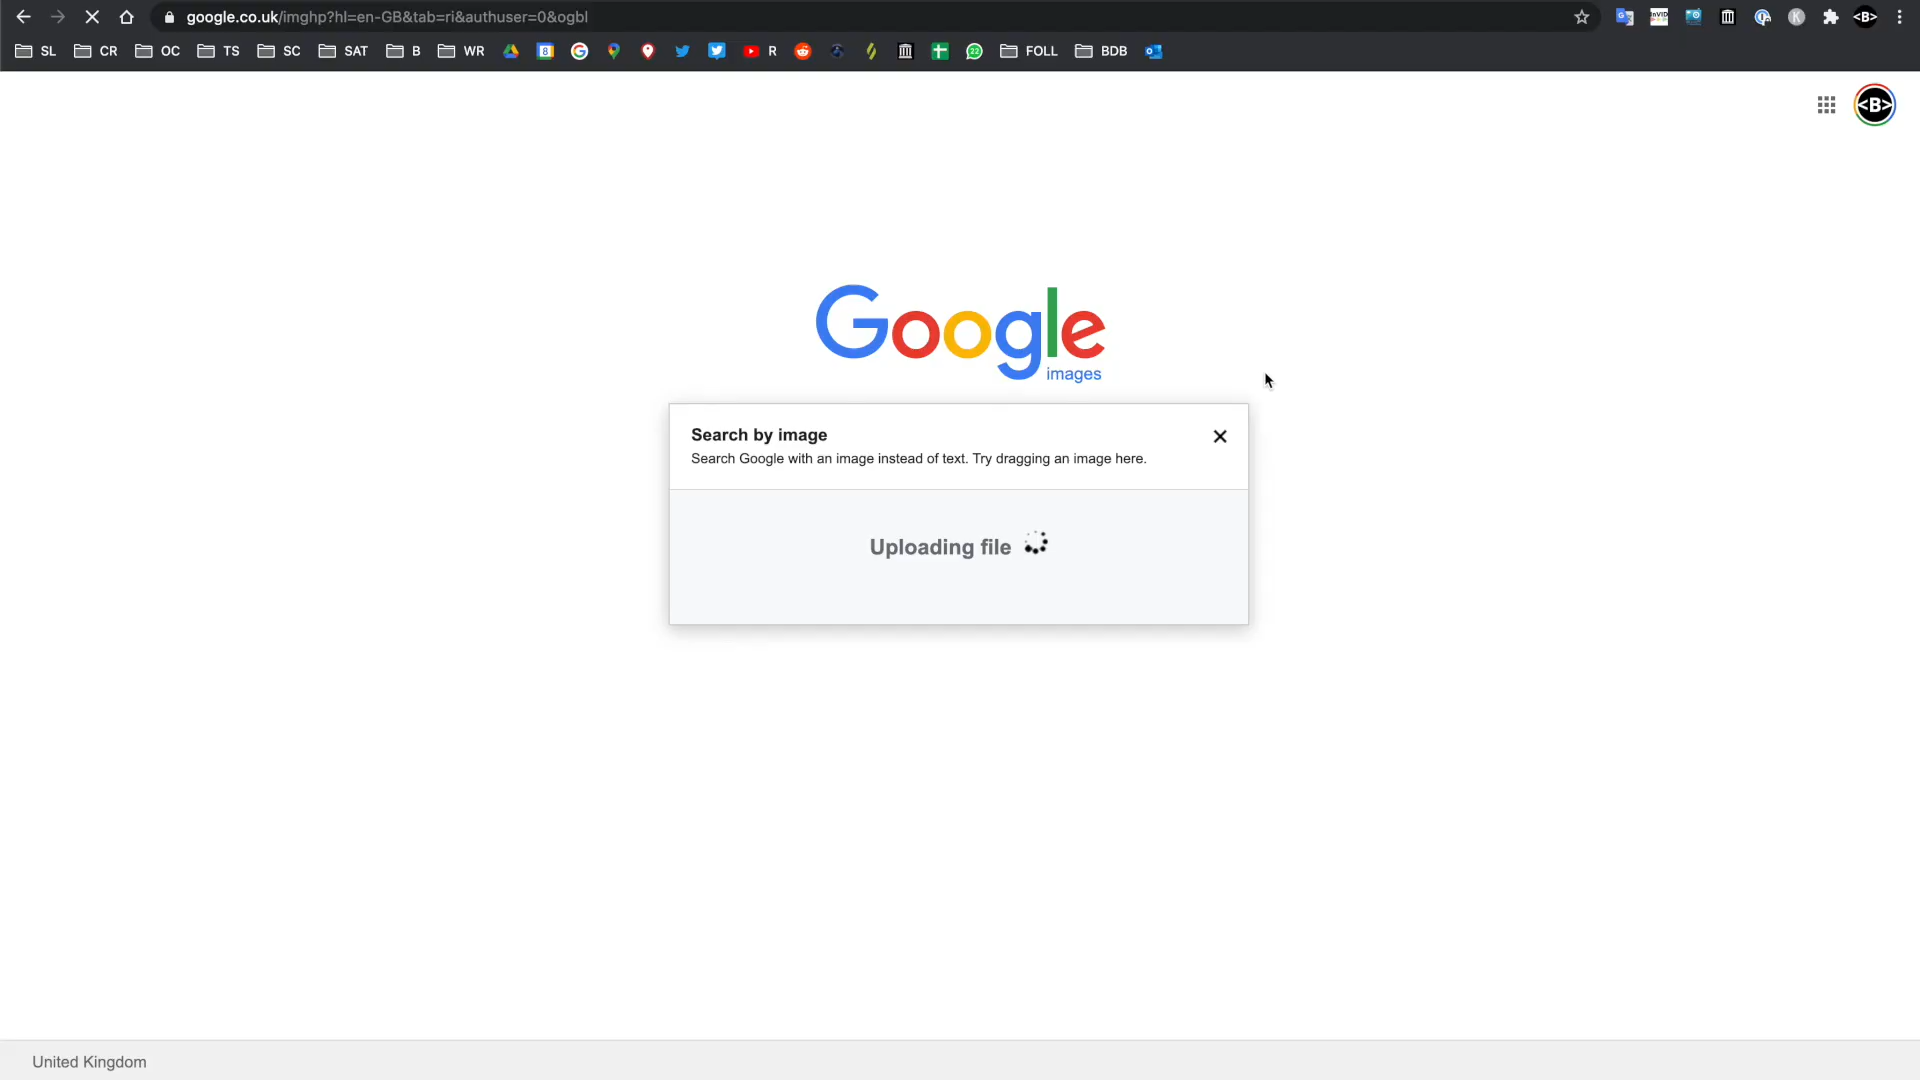 google.co.uk/imghp?hl=en-GB&tab=ri&authuser=0&ogbl
SL CR OC TS SC SAT B WR R FOLL BDB
<B>
Google
images
Search by image
Search Google with an image instead of text. Try dragging an image here.
Uploading file
United Kingdom